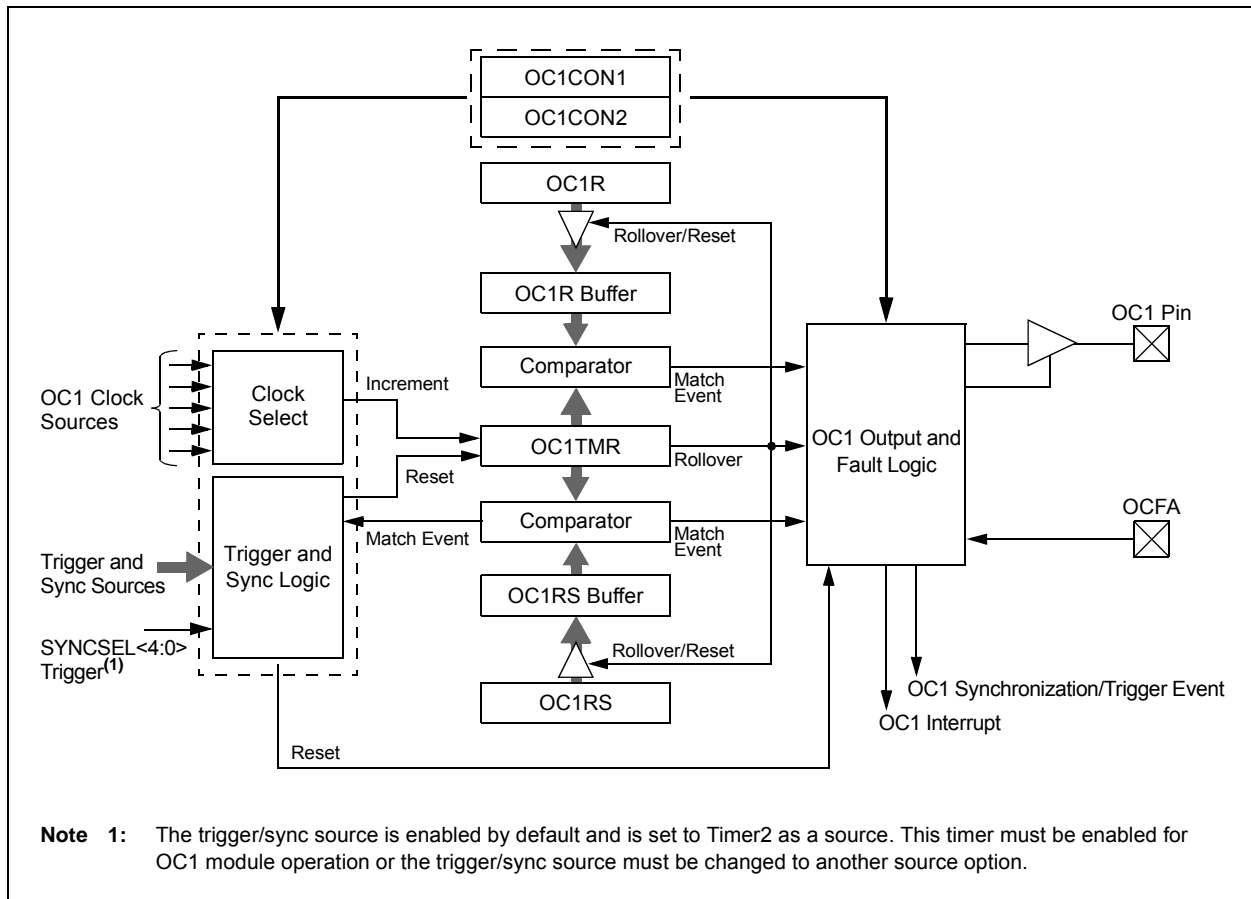 OC1CON1
OC1CON2
OC1R
Rollover/Reset
OC1R Buffer
OC1 Pin
Comparator
Match
Event
OC1 Clock
Sources
Clock
Select
Increment
OC1TMR
Rollover
OC1 Output and
Fault Logic
Reset
Comparator
Match Event
Match
Event
OCFA
Trigger and
Sync Sources
Trigger and
Sync Logic
OC1RS Buffer
SYNCSEL<4:0>
Trigger(1)
Rollover/Reset
OC1RS
OC1 Synchronization/Trigger Event
OC1 Interrupt
Reset
Note 1: The trigger/sync source is enabled by default and is set to Timer2 as a source. This timer must be enabled for
OC1 module operation or the trigger/sync source must be changed to another source option.